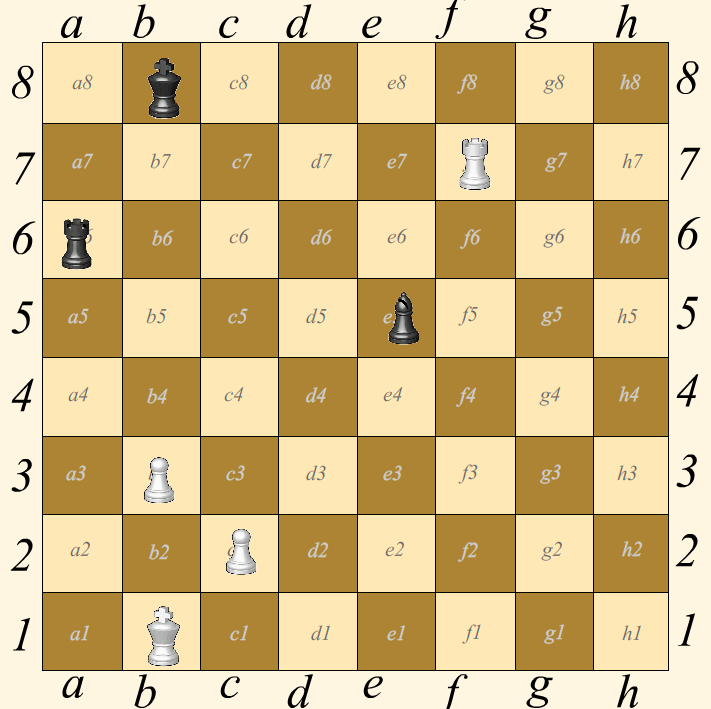 a b c d e f g h
8 a8 c8 d8 e8 f8 g8 h8 8
7 a7 b7 c7 d7 e7 g7 h7 7
6 b6 c6 d6 e6 f6 g6 h6 6
5 a5 b5 c5 d5 f5 g5 h5 5
4 a4 b4 c4 d4 e4 f4 g4 h4 4
3 a3 c3 d3 e3 f3 g3 h3 3
2 a2 b2 d2 e2 f2 g2 h2 2
1 a1 c1 d1 e1 f1 g1 h1 1
a b c d e f g h